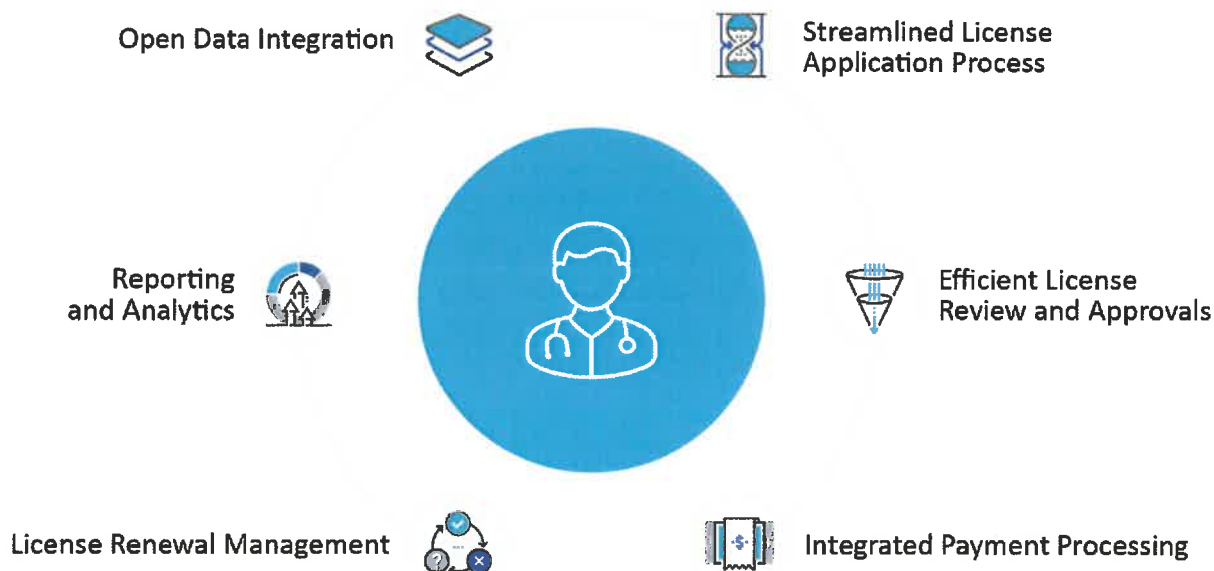 Open Data Integration
Streamlined License
Application Process
Reporting
and Analytics
Efficient License
Review and Approvals
License Renewal Management
Integrated Payment Processing
$
?